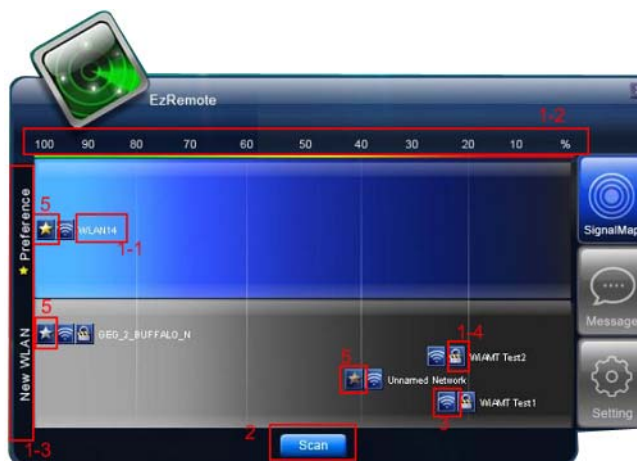 EzRemote
1-2
100 90 80 70 60 50 40 30 20 10 %
Preference
5
WLAN14
1-1
SignalMap
New WLAN
5
GEG_2_BUFFALO_N
1-4
WIAMT Test2
5
Unnamed Network
WIAMT Test1
3
Message
Setting
1-3
2
Scan